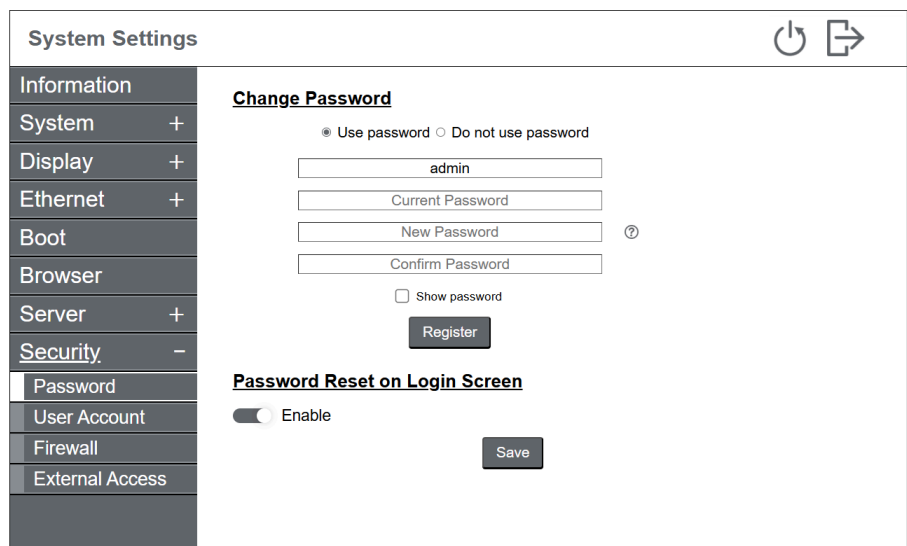 System Settings
Information
System +
Display +
Ethernet +
Boot
Browser
Server +
Security -
Password
User Account
Firewall
External Access
Change Password
Use password Do not use password
admin
Current Password
New Password ?
Confirm Password
Show password
Register
Password Reset on Login Screen
Enable
Save